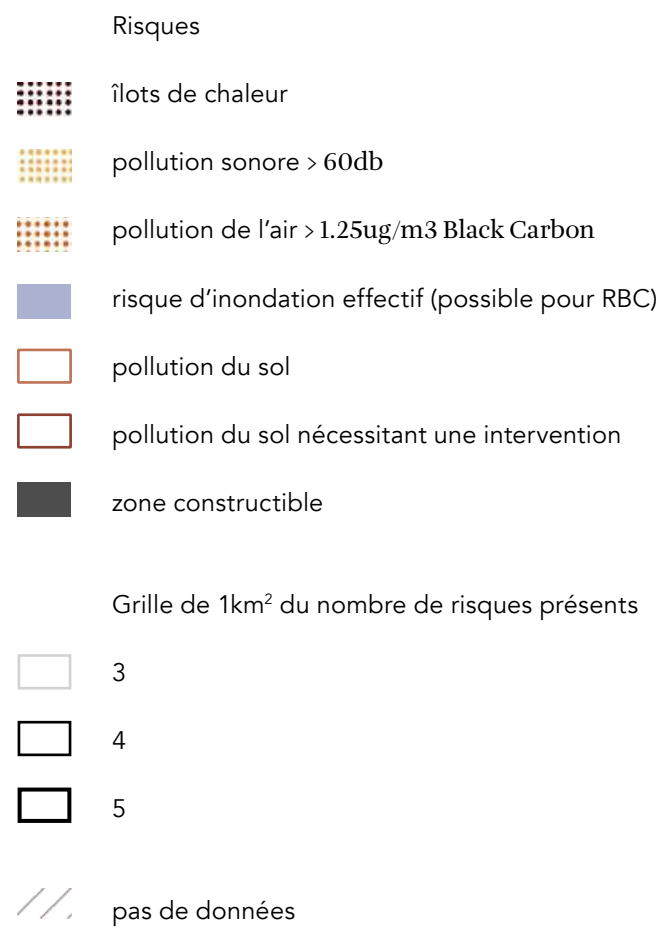 Risques
îlots de chaleur
pollution sonore > 60db
pollution de l'air > 1.25ug/m3 Black Carbon
risque d'inondation effectif (possible pour RBC)
pollution du sol
pollution du sol nécessitant une intervention
zone constructible
Grille de 1km² du nombre de risques présents
3
4
5
pas de données